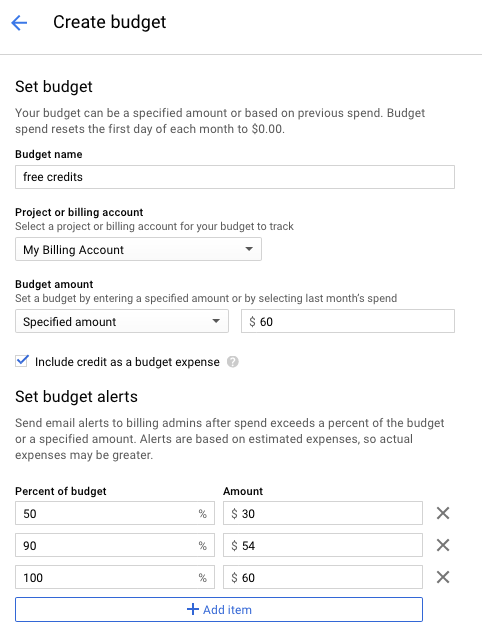 Create budget
Set budget
Your budget can be a specified amount or based on previous spend. Budget
spend resets the first day of each month to $0.00.
Budget name
free credits
Project or billing account
Select a project or billing account for your budget to track
My Billing Account
Budget amount
Set a budget by entering a specified amount or by selecting last month's spend
Specified amount $ 60
Include credit as a budget expense ?
Set budget alerts
Send email alerts to billing admins after spend exceeds a percent of the budget
or a specified amount. Alerts are based on estimated expenses, so actual
expenses may be greater.
Percent of budget Amount
50 % $ 30
90 % $ 54
100 % $ 60
+ Add item